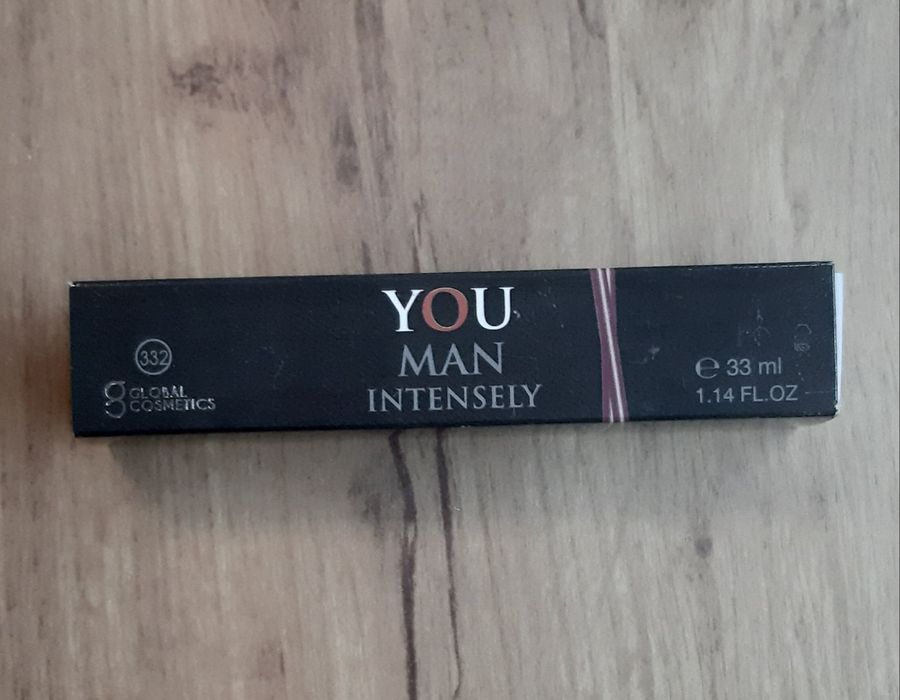 332
GLOBAL
COSMETICS
YOU
MAN
INTENSELY
℮ 33 ml
1.14 FL.OZ